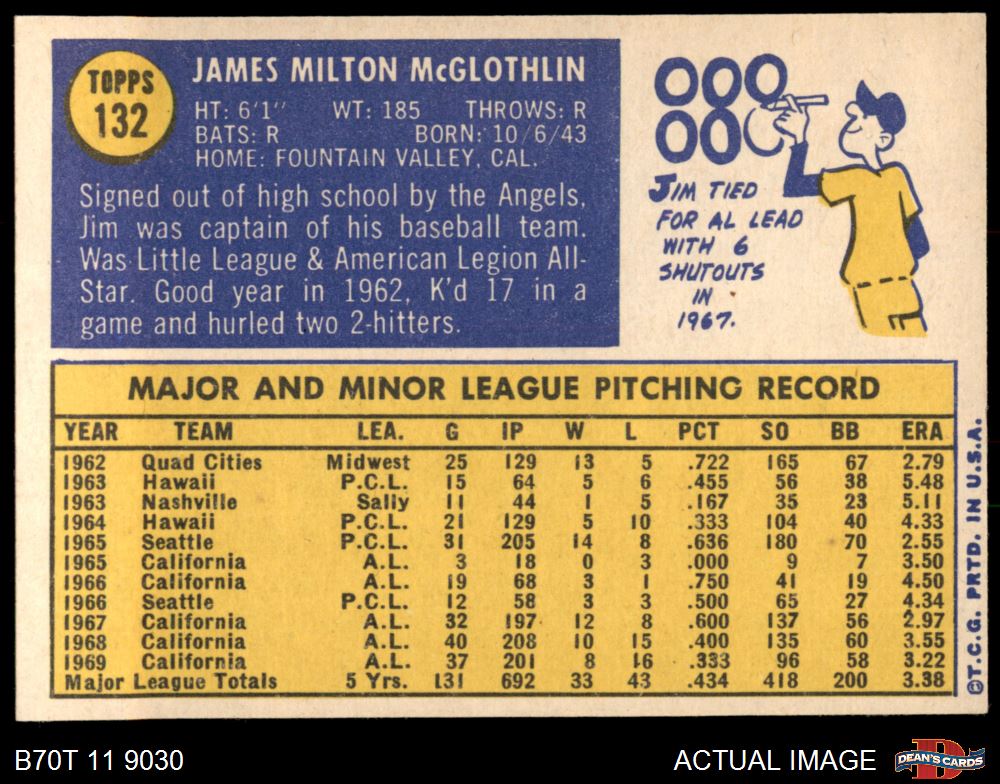 TOPPS
132
JAMES MILTON McGLOTHLIN
HT: 6'1" WT: 185 THROWS: R
BATS: R BORN: 10/6/43
HOME: FOUNTAIN VALLEY, CAL.
Signed out of high school by the Angels,
Jim was captain of his baseball team.
Was Little League & American Legion All-
Star. Good year in 1962, K'd 17 in a
game and hurled two 2-hitters.
JIM TIED
FOR AL LEAD
WITH 6
SHUTOUTS
IN
1967.
MAJOR AND MINOR LEAGUE PITCHING RECORD
YEAR TEAM LEA. G IP W L PCT SO BB ERA
1962 Quad Cities Midwest 25 129 13 5 .722 165 67 2.79
1963 Hawaii P.C.L. 15 64 5 6 .455 56 38 5.48
1963 Nashville Sally 11 44 1 5 .167 35 23 5.11
1964 Hawaii P.C.L. 21 129 5 10 .333 104 40 4.33
1965 Seattle P.C.L. 31 205 14 8 .636 180 70 2.55
1965 California A.L. 3 18 0 3 .000 9 7 3.50
1966 California A.L. 19 68 3 1 .750 41 19 4.50
1966 Seattle P.C.L. 12 58 3 3 .500 65 27 4.34
1967 California A.L. 32 197 12 8 .600 137 56 2.97
1968 California A.L. 40 208 10 15 .400 135 60 3.55
1969 California A.L. 37 201 8 16 .333 96 58 3.22
Major League Totals 5 Yrs. 131 692 33 43 .434 418 200 3.38
©T.C.G. PRTD. IN U.S.A.
B70T 11 9030
ACTUAL IMAGE
D
DEAN'S CARDS